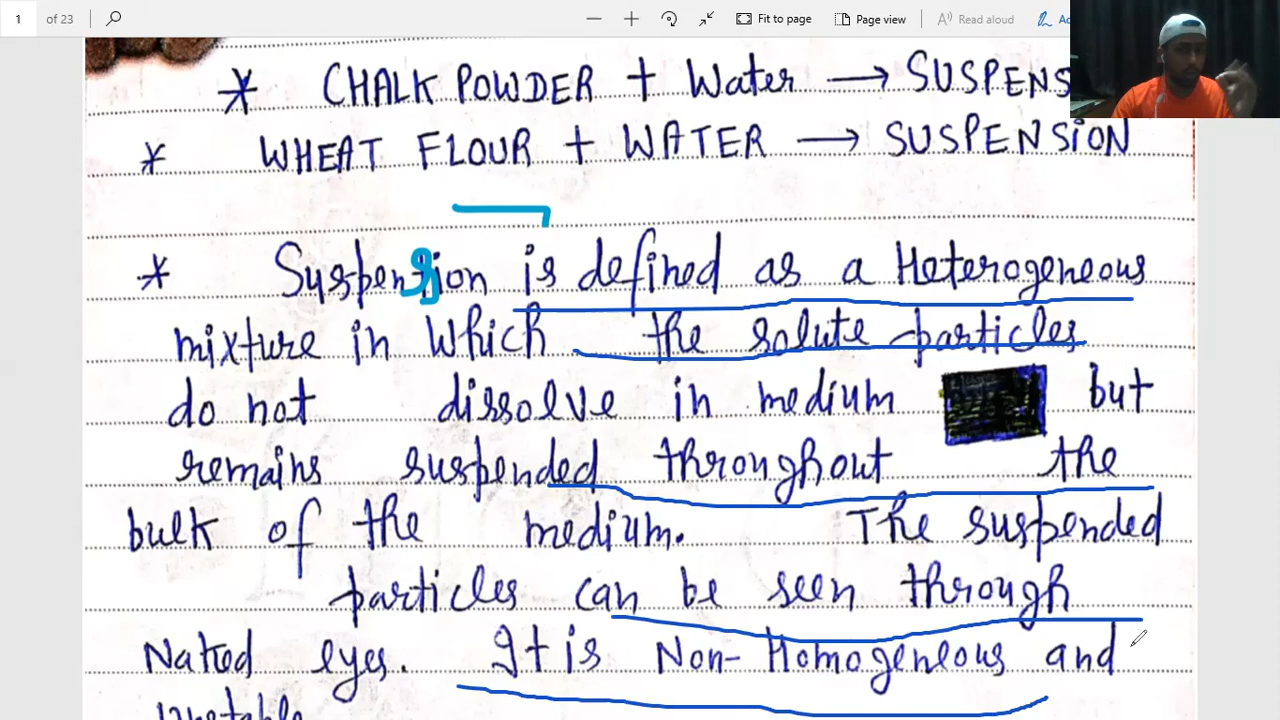 1 of 23 Fit to page Page view Read aloud
* CHALK POWDER + Water → SUSPENS
* WHEAT FLOUR + WATER → SUSPENSiON
* Suspension is defined as a Heterogeneous
mixture in which the solute particles
do not dissolve in medium but
remains suspended throughout the
bulk of the medium. The suspended
particles can be seen through
Naked eyes. It is Non-Homogeneous and